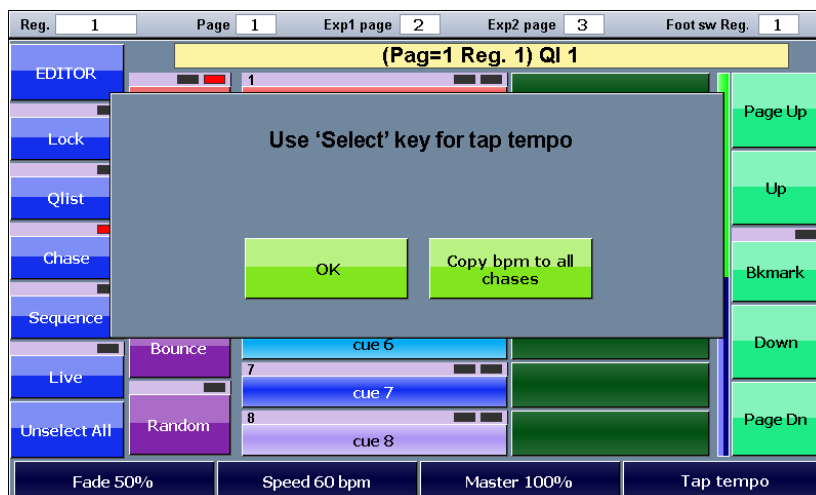 Reg. 1 Page 1 Exp1 page 2 Exp2 page 3 Foot sw Reg. 1
(Pag=1 Reg. 1) Ql 1
EDITOR
1
Page Up
Use ‘Select’ key for tap tempo
Lock
Qlist
Up
Chase
OK
Copy bpm to all
chases
Bkmark
Sequence
Bounce
cue 6
Down
Live
7
cue 7
Unselect All
Random
8
cue 8
Page Dn
Fade 50% Speed 60 bpm Master 100% Tap tempo